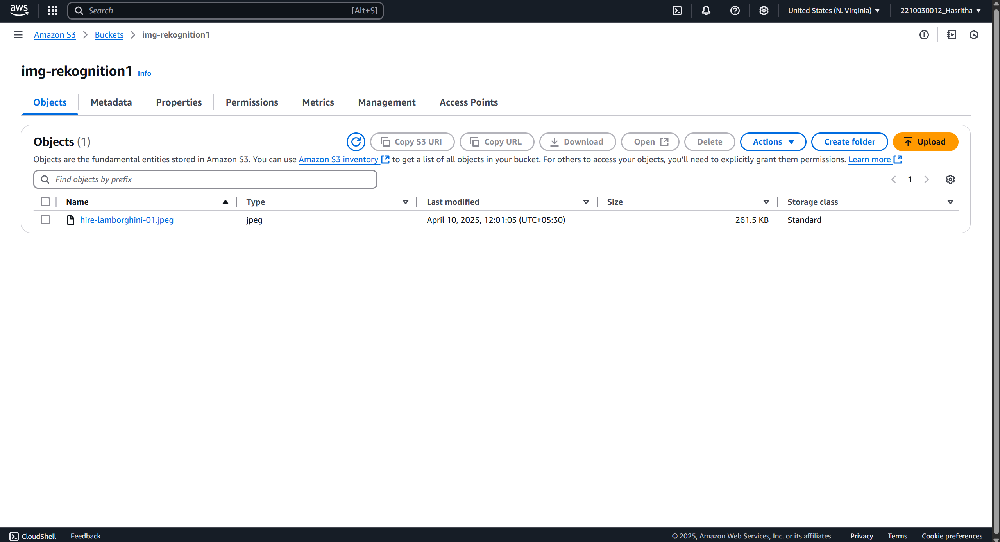 aws Search [Alt+S] United States (N. Virginia) 2210030012_Hasritha
Amazon S3 Buckets img-rekognition1
img-rekognition1 Info
Objects Metadata Properties Permissions Metrics Management Access Points
Objects (1) Copy S3 URI Copy URL Download Open Delete Actions Create folder Upload
Objects are the fundamental entities stored in Amazon S3. You can use Amazon S3 inventory to get a list of all objects in your bucket. For others to access your objects, you’ll need to explicitly grant them permissions. Learn more
Find objects by prefix 1
Name Type Last modified Size Storage class
hire-lamborghini-01.jpeg jpeg April 10, 2025, 12:01:05 (UTC+05:30) 261.5 KB Standard
CloudShell Feedback © 2025, Amazon Web Services, Inc. or its affiliates. Privacy Terms Cookie preferences